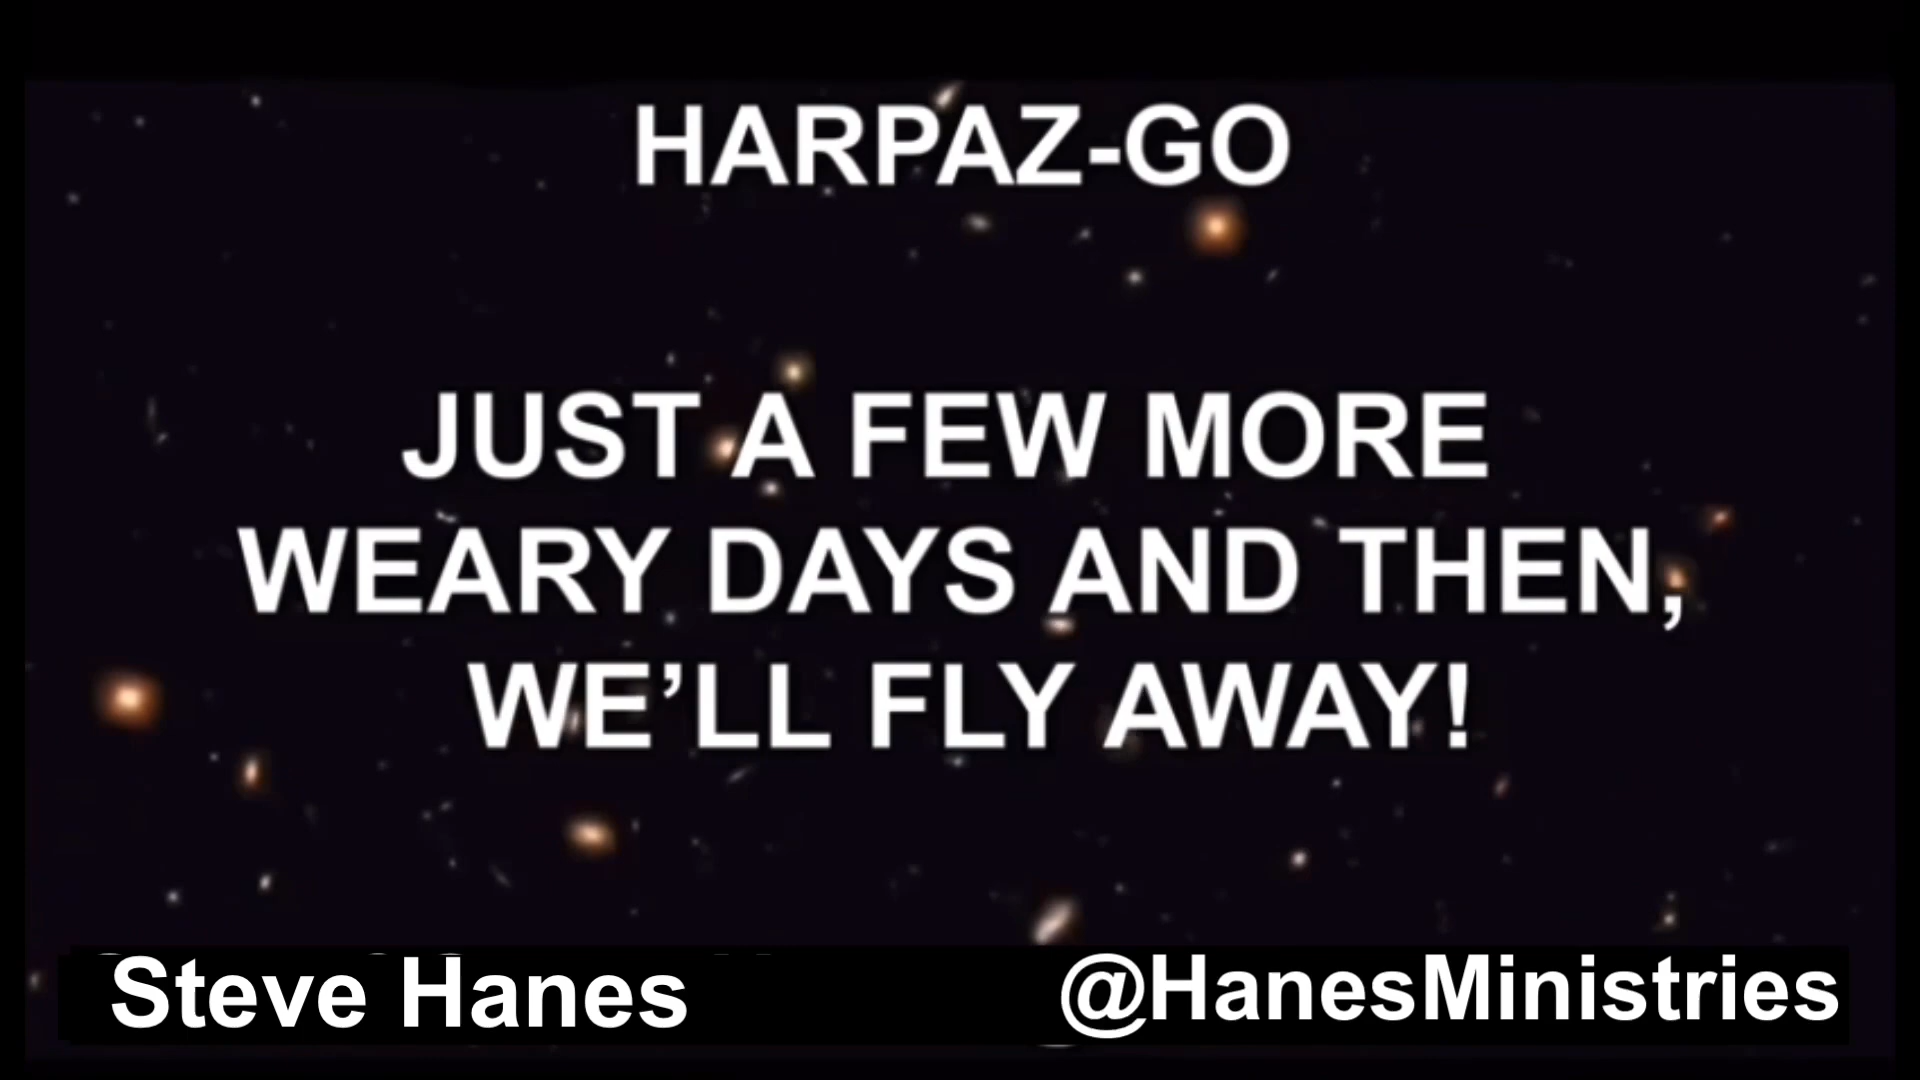 HARPAZ-GO
JUST A FEW MORE
WEARY DAYS AND THEN,
WE’LL FLY AWAY!
Steve Hanes @HanesMinistries